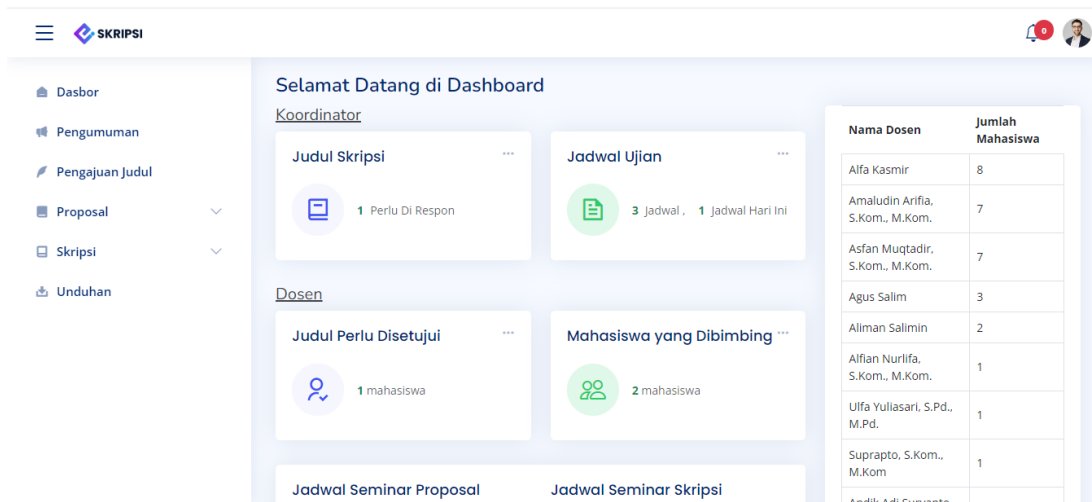 SKRIPSI
0
Dasbor
Pengumuman
Pengajuan Judul
Proposal
Skripsi
Unduhan
Selamat Datang di Dashboard
Koordinator
Judul Skripsi
1 Perlu Di Respon
Jadwal Ujian
3 Jadwal , 1 Jadwal Hari Ini
Dosen
Judul Perlu Disetujui
1 mahasiswa
Mahasiswa yang Dibimbing
2 mahasiswa
Jadwal Seminar Proposal
Jadwal Seminar Skripsi
Nama Dosen Jumlah
Mahasiswa
Alfa Kasmir 8
Amaludin Arifia,
S.Kom., M.Kom. 7
Asfan Muqtadir,
S.Kom., M.Kom. 7
Agus Salim 3
Aliman Salimin 2
Alfian Nurlifa,
S.Kom., M.Kom. 1
Ulfa Yuliasari, S.Pd.,
M.Pd. 1
Suprapto, S.Kom.,
M.Kom 1